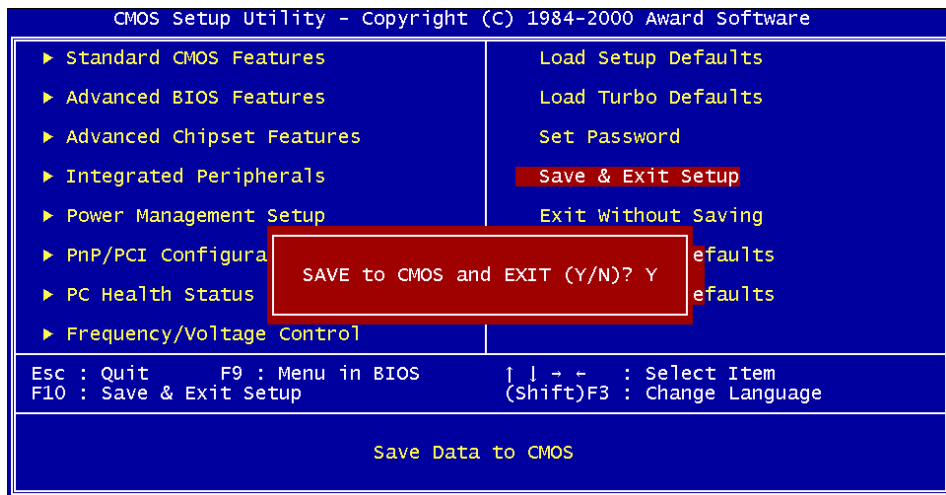 CMOS Setup Utility - Copyright (C) 1984-2000 Award Software
▶ Standard CMOS Features
▶ Advanced BIOS Features
▶ Advanced Chipset Features
▶ Integrated Peripherals
▶ Power Management Setup
▶ PnP/PCI Configura
▶ PC Health Status
▶ Frequency/Voltage Control
Load Setup Defaults
Load Turbo Defaults
Set Password
Save & Exit Setup
Exit Without Saving
efaults
efaults
SAVE to CMOS and EXIT (Y/N)? Y
Esc : Quit F9 : Menu in BIOS ↑ ↓ → ← : Select Item
F10 : Save & Exit Setup (Shift)F3 : Change Language
Save Data to CMOS